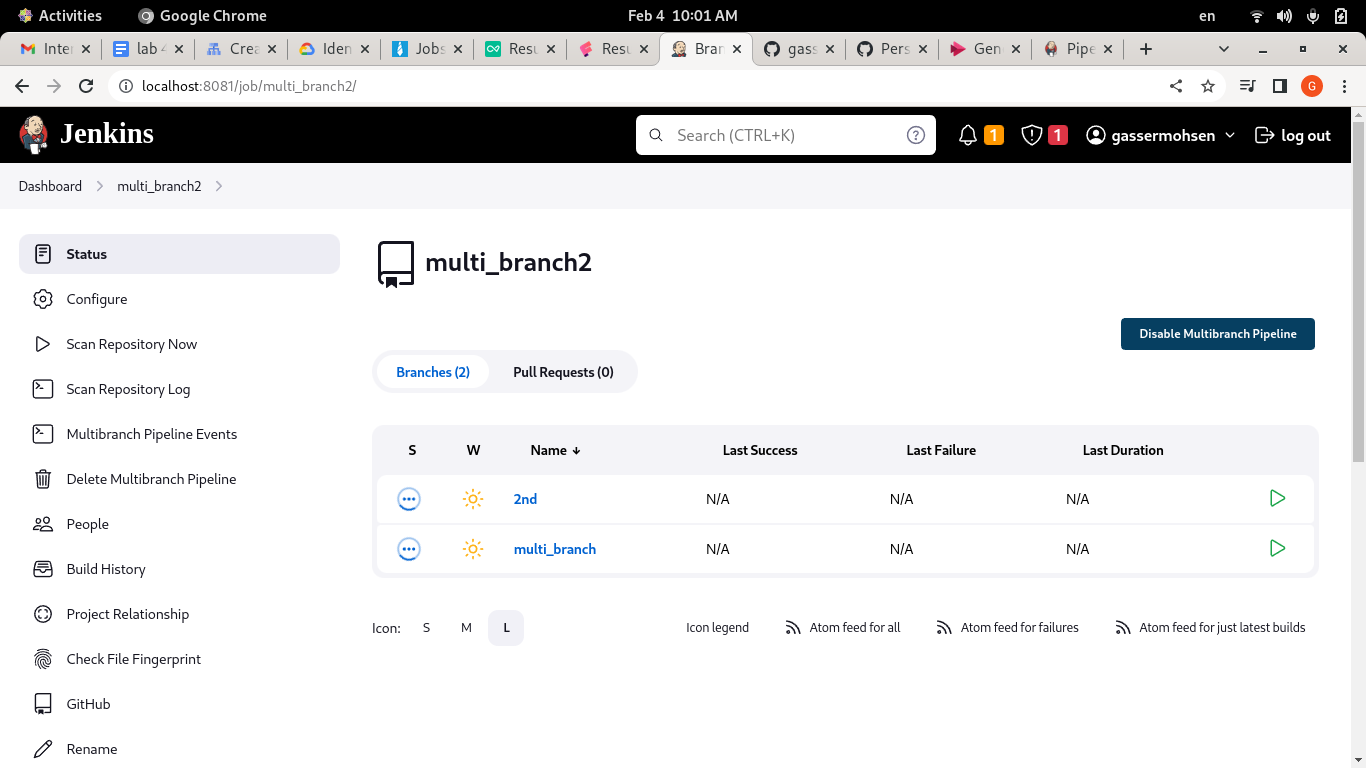 Activities Google Chrome Feb 4 10:01 AM en
Inter lab 4 Crea Iden Jobs Resu Resu Bran gass Pers Gene Pipe
localhost:8081/job/multi_branch2/ G
Jenkins Search (CTRL+K) 1 1 gassermohsen log out
Dashboard multi_branch2
Status
Configure
Scan Repository Now
Scan Repository Log
Multibranch Pipeline Events
Delete Multibranch Pipeline
People
Build History
Project Relationship
Check File Fingerprint
GitHub
Rename
multi_branch2
Disable Multibranch Pipeline
Branches (2) Pull Requests (0)
S W Name ↓ Last Success Last Failure Last Duration
2nd N/A N/A N/A
multi_branch N/A N/A N/A
Icon: S M L Icon legend Atom feed for all Atom feed for failures Atom feed for just latest builds